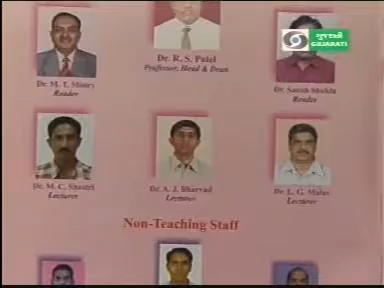 ગુજરાતી
GUJARATI
Dr. R. S. Patel
Professor, Head & Dean
Dr. M. T. Mistry
Reader
Dr. Satish Shukla
Reader
Dr. M. C. Shastri
Lecturer
Dr. A. J. Bharvad
Lecturer
Dr. L. G. Malas
Lecturer
Non-Teaching Staff